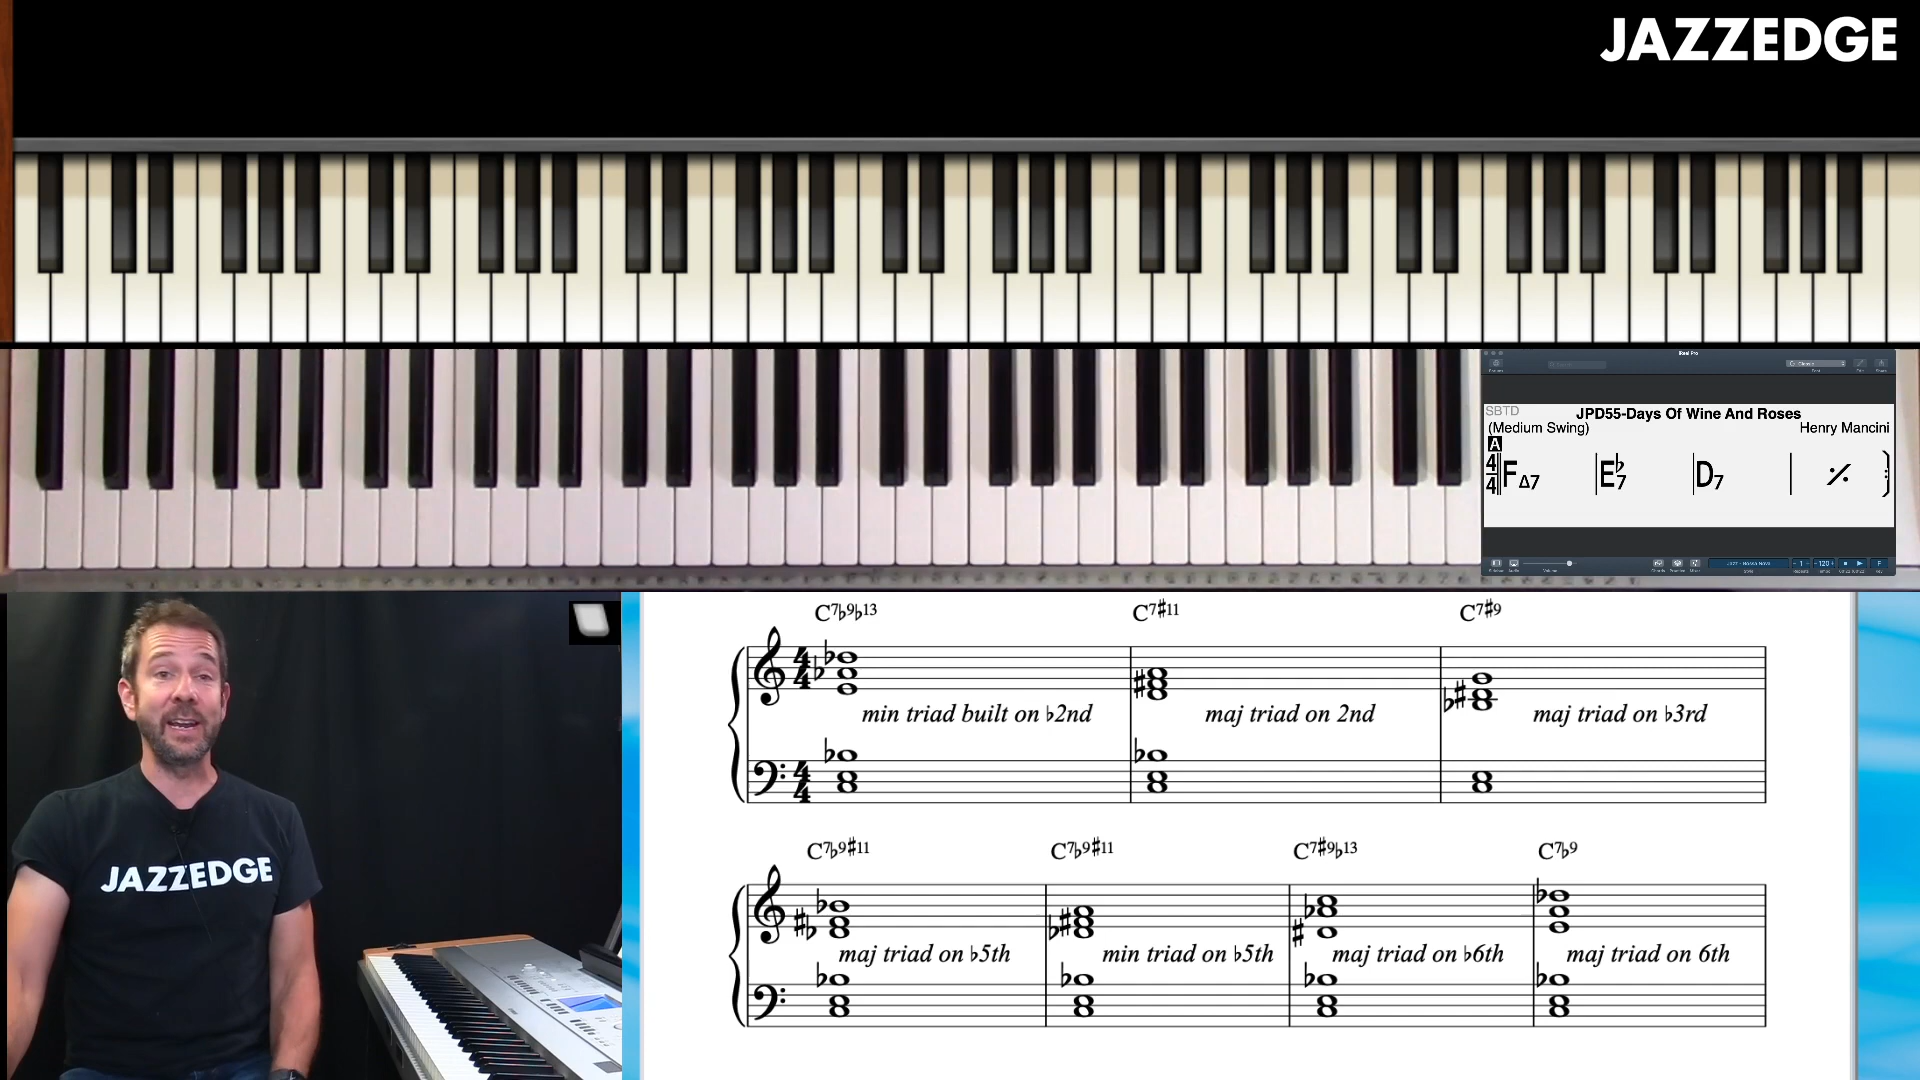 JAZZEDGE
SBTD
JPD55-Days Of Wine And Roses
(Medium Swing)
Henry Mancini
A
4
4
FΔ7
E♭7
D7
JAZZEDGE
C7♭9♭13
C7♯11
C7♯9
min triad built on ♭2nd
maj triad on 2nd
maj triad on ♭3rd
C7♭9♯11
C7♭9♯11
C7♯9♭13
C7♭9
maj triad on ♭5th
min triad on ♭5th
maj triad on ♭6th
maj triad on 6th